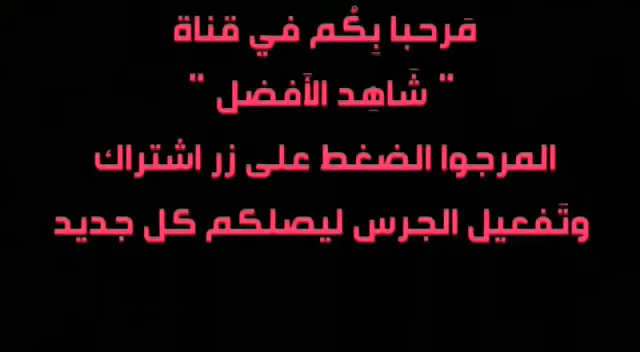 مَرحبا بِكُم في قناة
" شَاهِد الأَفضل "
المرجوا الضغط على زر اشتراك
وتَفعيل الجرس ليصلكم كل جديد